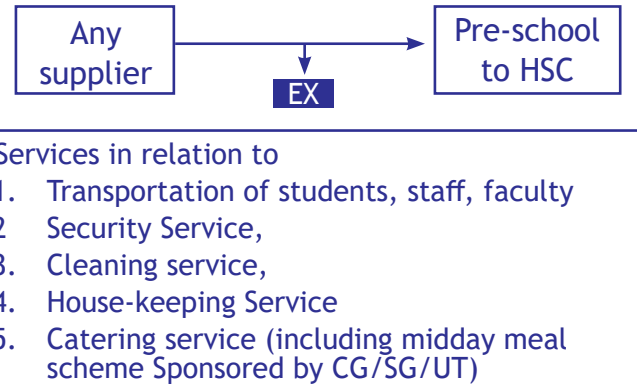 Any
supplier
Pre-school
to HSC
EX
Services in relation to
1. Transportation of students, staff, faculty
2 Security Service,
3. Cleaning service,
4. House-keeping Service
5. Catering service (including midday meal
scheme Sponsored by CG/SG/UT)